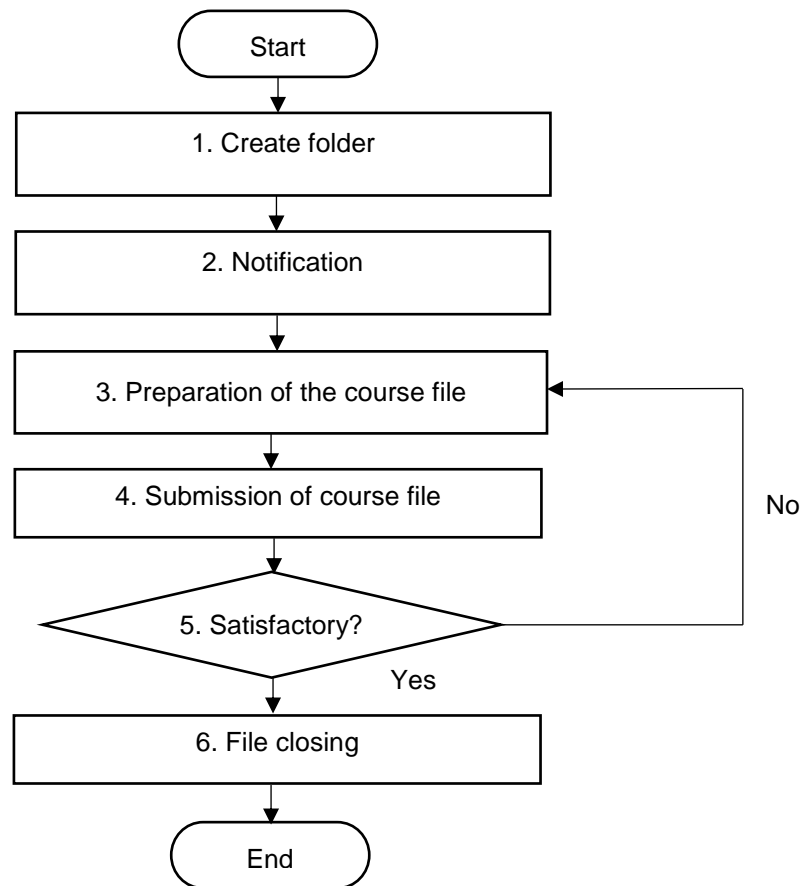 Start
1. Create folder
2. Notification
3. Preparation of the course file
4. Submission of course file
No
5. Satisfactory?
Yes
6. File closing
End